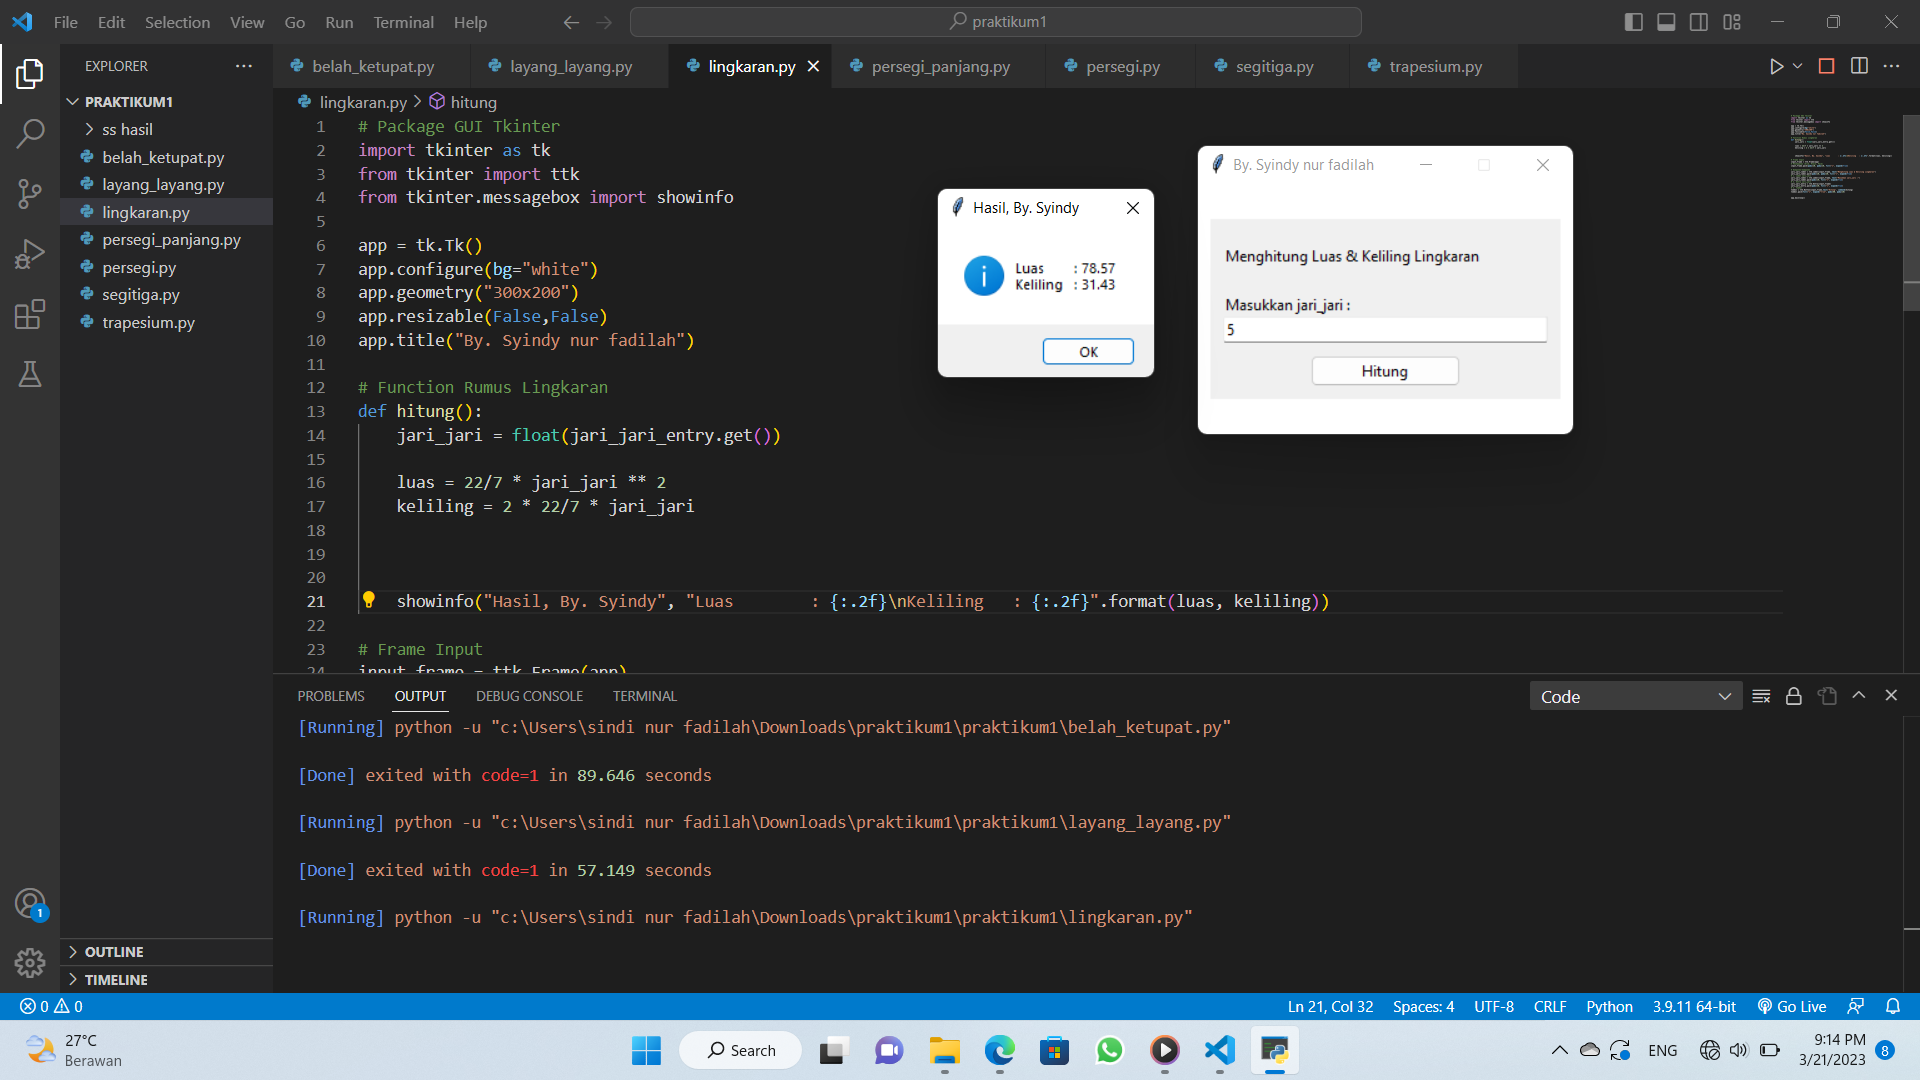 File Edit Selection View Go Run Terminal Help
praktikum1
EXPLORER
PRAKTIKUM1
ss hasil
belah_ketupat.py
layang_layang.py
lingkaran.py
persegi_panjang.py
persegi.py
segitiga.py
trapesium.py
OUTLINE
TIMELINE
belah_ketupat.py layang_layang.py lingkaran.py persegi_panjang.py persegi.py segitiga.py trapesium.py
lingkaran.py > hitung
1 # Package GUI Tkinter
2 import tkinter as tk
3 from tkinter import ttk
4 from tkinter.messagebox import showinfo
5
6 app = tk.Tk()
7 app.configure(bg="white")
8 app.geometry("300x200")
9 app.resizable(False,False)
10 app.title("By. Syindy nur fadilah")
11
12 # Function Rumus Lingkaran
13 def hitung():
14 jari_jari = float(jari_jari_entry.get())
15
16 luas = 22/7 * jari_jari ** 2
17 keliling = 2 * 22/7 * jari_jari
18
19
20
21 showinfo("Hasil, By. Syindy", "Luas        : {:.2f}\nKeliling   : {:.2f}".format(luas, keliling))
22
23 # Frame Input
24 input_frame = ttk.Frame(app)
Hasil, By. Syindy
Luas : 78.57
Keliling : 31.43
OK
By. Syindy nur fadilah
Menghitung Luas & Keliling Lingkaran
Masukkan jari_jari :
5
Hitung
PROBLEMS OUTPUT DEBUG CONSOLE TERMINAL
Code
[Running] python -u "c:\Users\sindi nur fadilah\Downloads\praktikum1\praktikum1\belah_ketupat.py"
[Done] exited with code=1 in 89.646 seconds
[Running] python -u "c:\Users\sindi nur fadilah\Downloads\praktikum1\praktikum1\layang_layang.py"
[Done] exited with code=1 in 57.149 seconds
[Running] python -u "c:\Users\sindi nur fadilah\Downloads\praktikum1\praktikum1\lingkaran.py"
1
0 0
Ln 21, Col 32 Spaces: 4 UTF-8 CRLF Python 3.9.11 64-bit Go Live
27°C
Berawan
Search
ENG
9:14 PM
3/21/2023
8